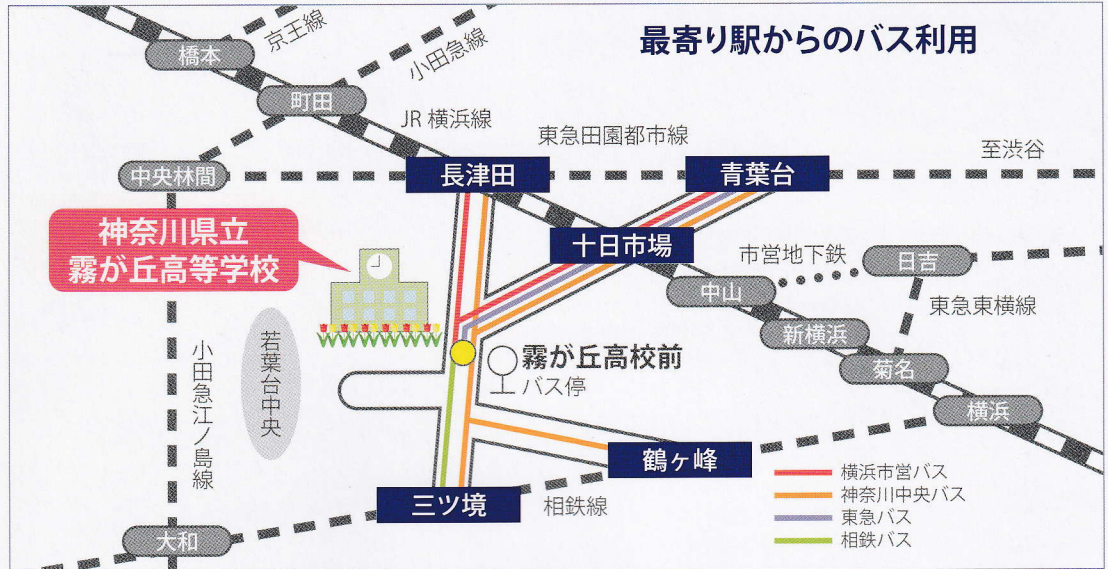 最寄り駅からのバス利用
橋本
京王線
小田急線
町田
JR 横浜線
東急田園都市線
至渋谷
中央林間
長津田
青葉台
神奈川県立
霧が丘高等学校
十日市場
市営地下鉄
日吉
中山
東急東横線
新横浜
若葉台中央
小田急江ノ島線
霧が丘高校前
バス停
菊名
横浜
鶴ヶ峰
三ツ境
相鉄線
大和
横浜市営バス
神奈川中央バス
東急バス
相鉄バス